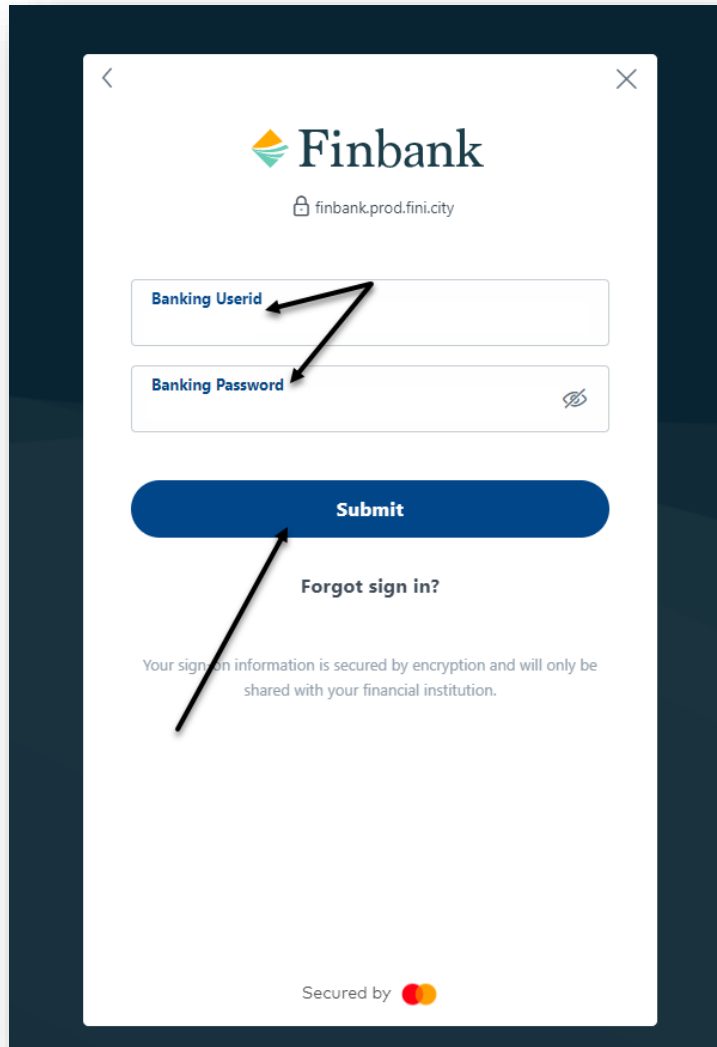 Finbank
finbank.prod.fini.city
Banking Userid
Banking Password
Submit
Forgot sign in?
Your sign-on information is secured by encryption and will only be
shared with your financial institution.
Secured by